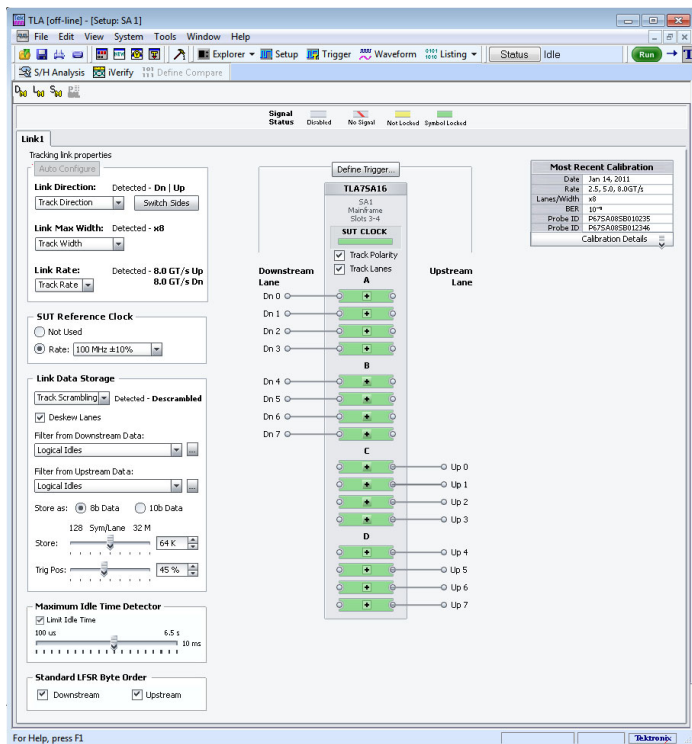 TLA [off-line] - [Setup: SA 1]
File Edit View System Tools Window Help
Explorer Setup Trigger Waveform Listing Status Idle Run
S/H Analysis iVerify Define Compare
Signal Status Disabled No Signal Not Locked Symbol Locked
Link1
Tracking link properties
Auto Configure
Link Direction: Detected - Dn | Up
Track Direction Switch Sides
Link Max Width: Detected - x8
Track Width
Link Rate: Detected - 8.0 GT/s Up
Track Rate 8.0 GT/s Dn
SUT Reference Clock
Not Used
Rate: 100 MHz ±10%
Link Data Storage
Track Scrambling Detected - Descrambled
Deskew Lanes
Filter from Downstream Data:
Logical Idles ...
Filter from Upstream Data:
Logical Idles ...
Store as: 8b Data 10b Data
128 Sym/Lane 32 M
Store: 64 K
Trig Pos: 45 %
Maximum Idle Time Detector
Limit Idle Time
100 us 6.5 s
10 ms
Standard LFSR Byte Order
Downstream Upstream
Define Trigger...
TLA7SA16
SA1
Mainframe
Slots 3-4
SUT CLOCK
Track Polarity
Track Lanes
Downstream Lane
Upstream Lane
A
Dn 0
Dn 1
Dn 2
Dn 3
B
Dn 4
Dn 5
Dn 6
Dn 7
C
Up 0
Up 1
Up 2
Up 3
D
Up 4
Up 5
Up 6
Up 7
Most Recent Calibration
Date Jan 14, 2011
Rate 2.5, 5.0, 8.0GT/s
Lanes/Width x8
BER
Probe ID P67SA08SB010235
Probe ID P67SA08SB012346
Calibration Details
For Help, press F1
Tektronix